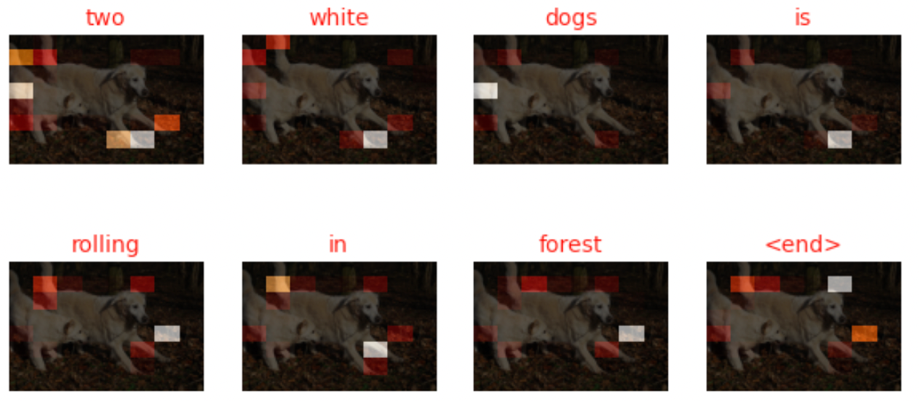 two white dogs is
rolling in forest <end>